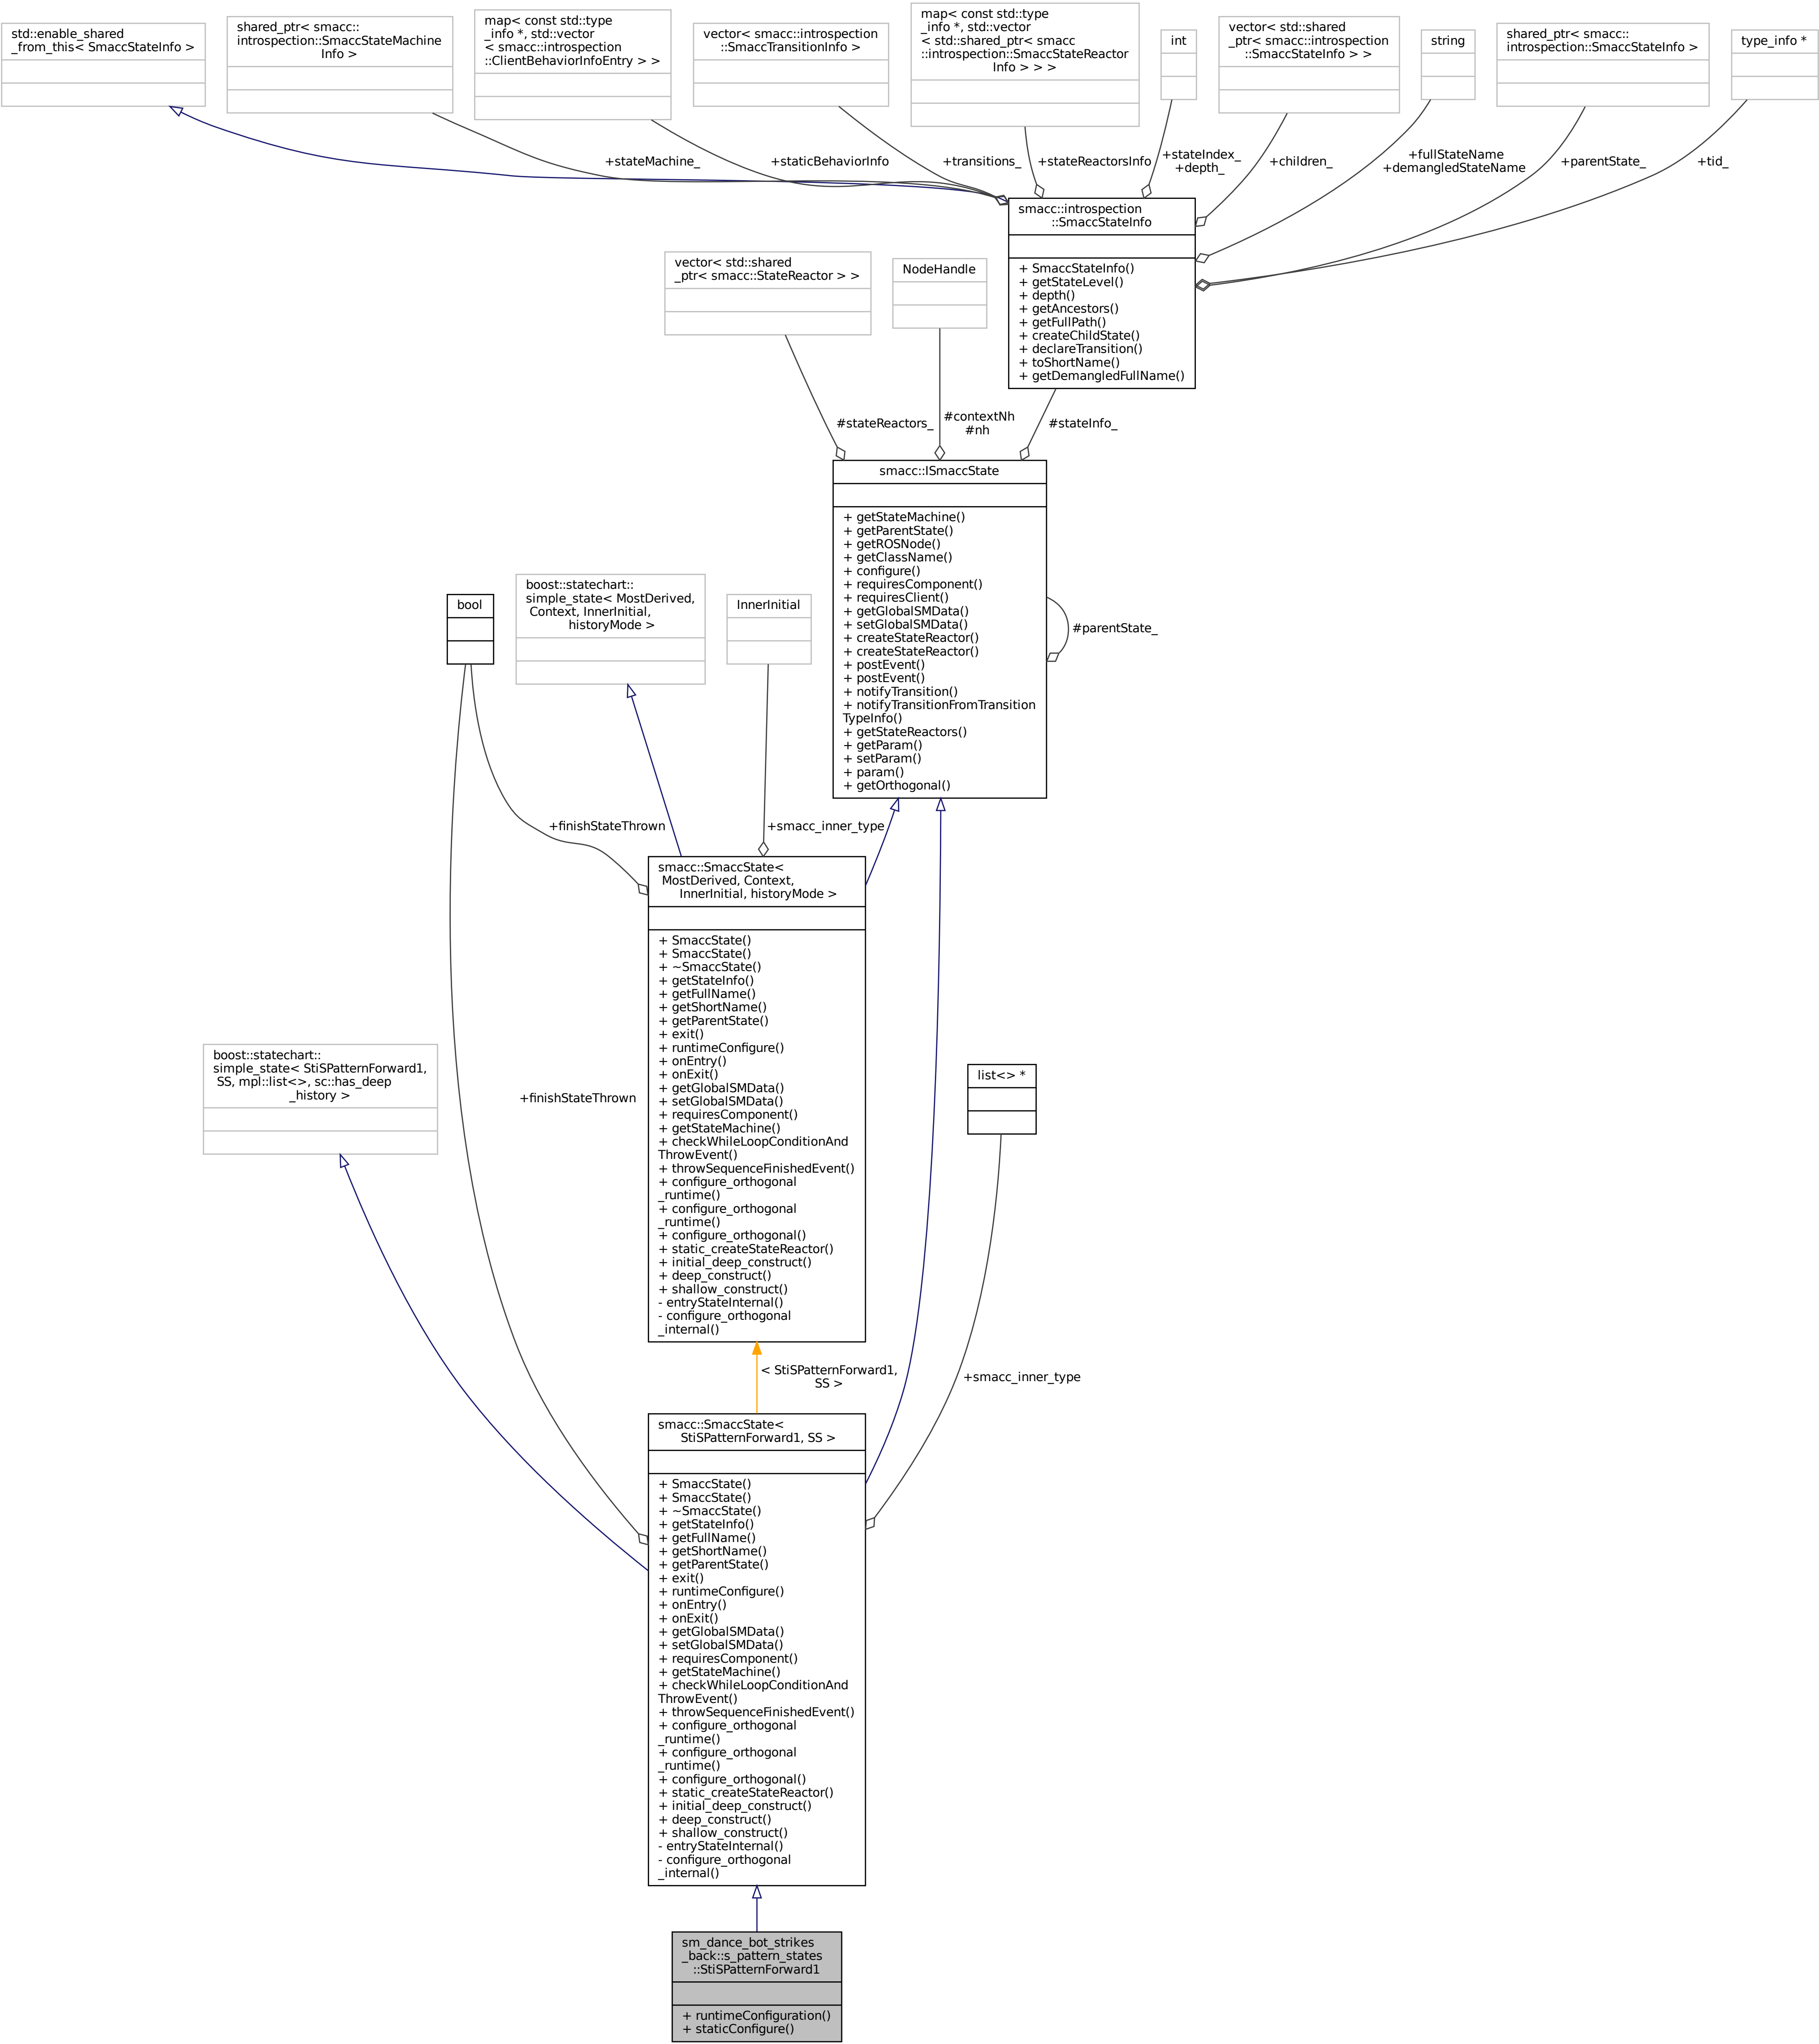 std::enable_shared
_from_this< SmaccStateInfo >
shared_ptr< smacc::
introspection::SmaccStateMachine
Info >
map< const std::type
_info *, std::vector
< smacc::introspection
::ClientBehaviorInfoEntry > >
vector< smacc::introspection
::SmaccTransitionInfo >
map< const std::type
_info *, std::vector
< std::shared_ptr< smacc
::introspection::SmaccStateReactor
Info > > >
int
vector< std::shared
_ptr< smacc::introspection
::SmaccStateInfo > >
string
shared_ptr< smacc::
introspection::SmaccStateInfo >
type_info *
+stateMachine_
+staticBehaviorInfo
+transitions_
+stateReactorsInfo
+stateIndex_
+depth_
+children_
+fullStateName
+demangledStateName
+parentState_
+tid_
smacc::introspection
::SmaccStateInfo
+ SmaccStateInfo()
+ getStateLevel()
+ depth()
+ getAncestors()
+ getFullPath()
+ createChildState()
+ declareTransition()
+ toShortName()
+ getDemangledFullName()
vector< std::shared
_ptr< smacc::StateReactor > >
NodeHandle
#stateReactors_
#contextNh
#nh
#stateInfo_
smacc::ISmaccState
+ getStateMachine()
+ getParentState()
+ getROSNode()
+ getClassName()
+ configure()
+ requiresComponent()
+ requiresClient()
+ getGlobalSMData()
+ setGlobalSMData()
+ createStateReactor()
+ createStateReactor()
+ postEvent()
+ postEvent()
+ notifyTransition()
+ notifyTransitionFromTransition
TypeInfo()
+ getStateReactors()
+ getParam()
+ setParam()
+ param()
+ getOrthogonal()
#parentState_
bool
boost::statechart::
simple_state< MostDerived,
Context, InnerInitial,
historyMode >
InnerInitial
+finishStateThrown
+smacc_inner_type
smacc::SmaccState<
MostDerived, Context,
InnerInitial, historyMode >
+ SmaccState()
+ SmaccState()
+ ~SmaccState()
+ getStateInfo()
+ getFullName()
+ getShortName()
+ getParentState()
+ exit()
+ runtimeConfigure()
+ onEntry()
+ onExit()
+ getGlobalSMData()
+ setGlobalSMData()
+ requiresComponent()
+ getStateMachine()
+ checkWhileLoopConditionAnd
ThrowEvent()
+ throwSequenceFinishedEvent()
+ configure_orthogonal
_runtime()
+ configure_orthogonal
_runtime()
+ configure_orthogonal()
+ static_createStateReactor()
+ initial_deep_construct()
+ deep_construct()
+ shallow_construct()
- entryStateInternal()
- configure_orthogonal
_internal()
boost::statechart::
simple_state< StiSPatternForward1,
SS, mpl::list<>, sc::has_deep
_history >
+finishStateThrown
list<> *
< StiSPatternForward1,
SS >
+smacc_inner_type
smacc::SmaccState<
StiSPatternForward1, SS >
+ SmaccState()
+ SmaccState()
+ ~SmaccState()
+ getStateInfo()
+ getFullName()
+ getShortName()
+ getParentState()
+ exit()
+ runtimeConfigure()
+ onEntry()
+ onExit()
+ getGlobalSMData()
+ setGlobalSMData()
+ requiresComponent()
+ getStateMachine()
+ checkWhileLoopConditionAnd
ThrowEvent()
+ throwSequenceFinishedEvent()
+ configure_orthogonal
_runtime()
+ configure_orthogonal
_runtime()
+ configure_orthogonal()
+ static_createStateReactor()
+ initial_deep_construct()
+ deep_construct()
+ shallow_construct()
- entryStateInternal()
- configure_orthogonal
_internal()
sm_dance_bot_strikes
_back::s_pattern_states
::StiSPatternForward1
+ runtimeConfiguration()
+ staticConfigure()